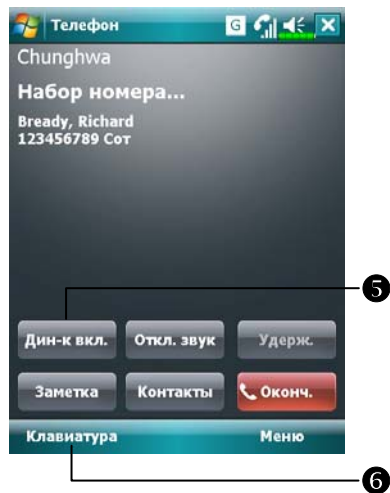 Телефон G
Chunghwa
Набор номера...
Bready, Richard
123456789 Сот
5
Дин-к вкл. Откл. звук Удерж.
Заметка Контакты Оконч.
Клавиатура Меню
6